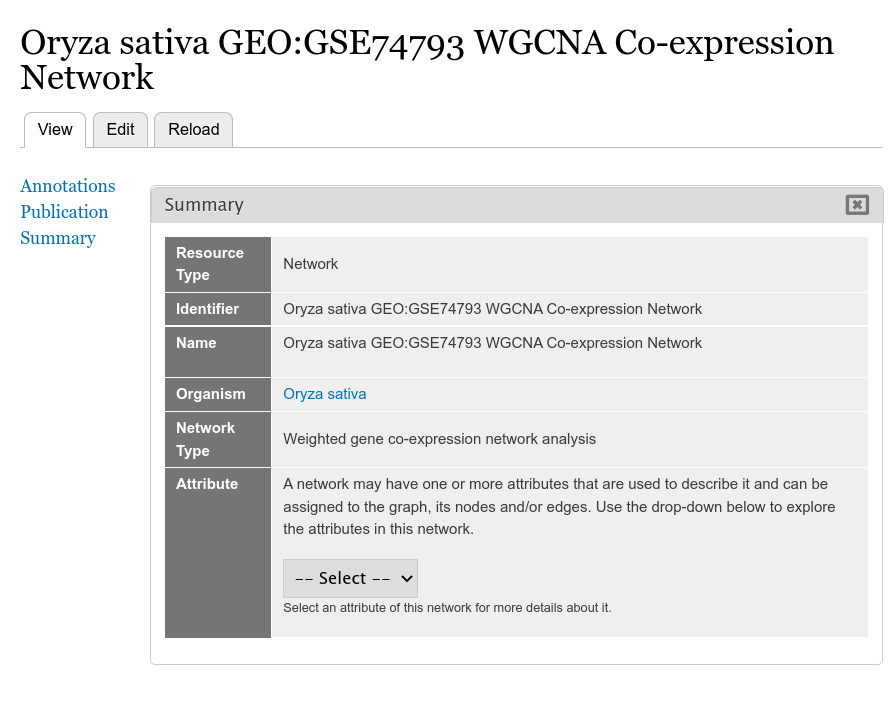 Oryza sativa GEO:GSE74793 WGCNA Co-expression
Network
View
Edit
Reload
Annotations
Publication
Summary
Summary
Resource
Type
Network
Identifier
Oryza sativa GEO:GSE74793 WGCNA Co-expression Network
Name
Oryza sativa GEO:GSE74793 WGCNA Co-expression Network
Organism
Oryza sativa
Network
Type
Weighted gene co-expression network analysis
Attribute
A network may have one or more attributes that are used to describe it and can be
assigned to the graph, its nodes and/or edges. Use the drop-down below to explore
the attributes in this network.
-- Select --
Select an attribute of this network for more details about it.